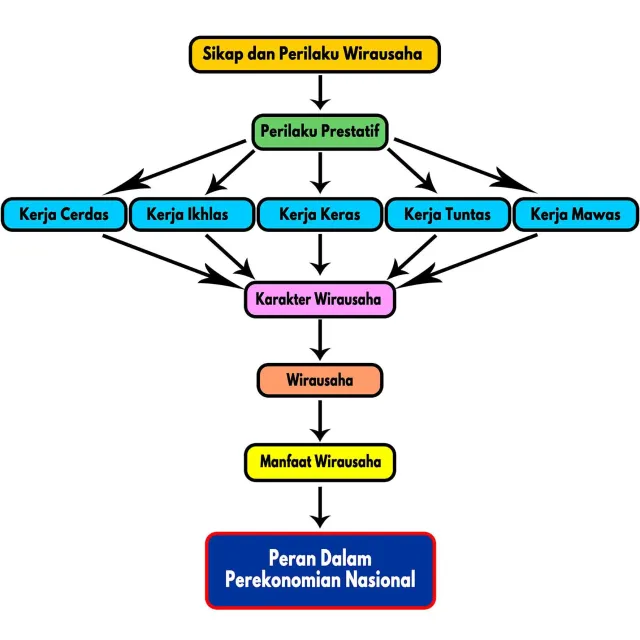 Sikap dan Perilaku Wirausaha
Perilaku Prestatif
Kerja Cerdas
Kerja Ikhlas
Kerja Keras
Kerja Tuntas
Kerja Mawas
Karakter Wirausaha
Wirausaha
Manfaat Wirausaha
Peran Dalam
Perekonomian Nasional